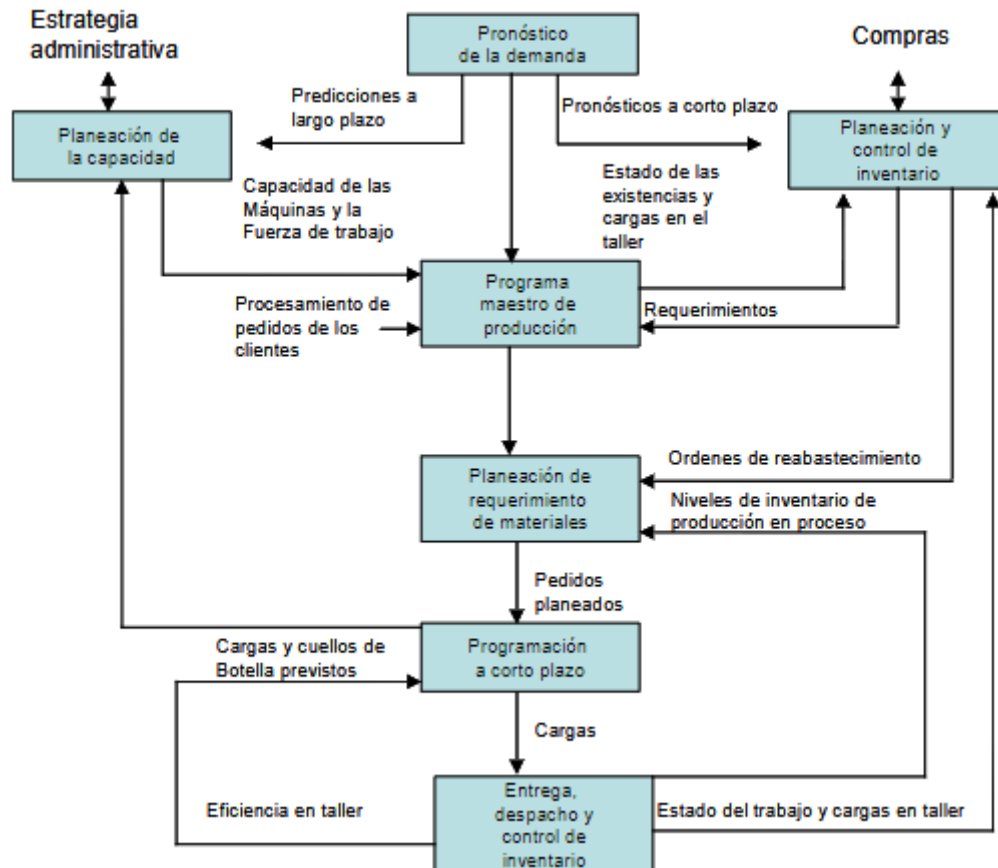 Estrategia
administrativa
Pronóstico
de la demanda
Compras
Predicciones a
largo plazo
Pronósticos a corto plazo
Planeación de
la capacidad
Planeación y
control de
inventario
Capacidad de las
Máquinas y la
Fuerza de trabajo
Estado de las
existencias y
cargas en el
taller
Programa
maestro de
producción
Procesamiento de
pedidos de los
clientes
Requerimientos
Planeación de
requerimiento
de materiales
Ordenes de reabastecimiento
Niveles de inventario de
producción en proceso
Pedidos
planeados
Cargas y cuellos de
Botella previstos
Programación
a corto plazo
Cargas
Eficiencia en taller
Entrega,
despacho y
control de
inventario
Estado del trabajo y cargas en taller